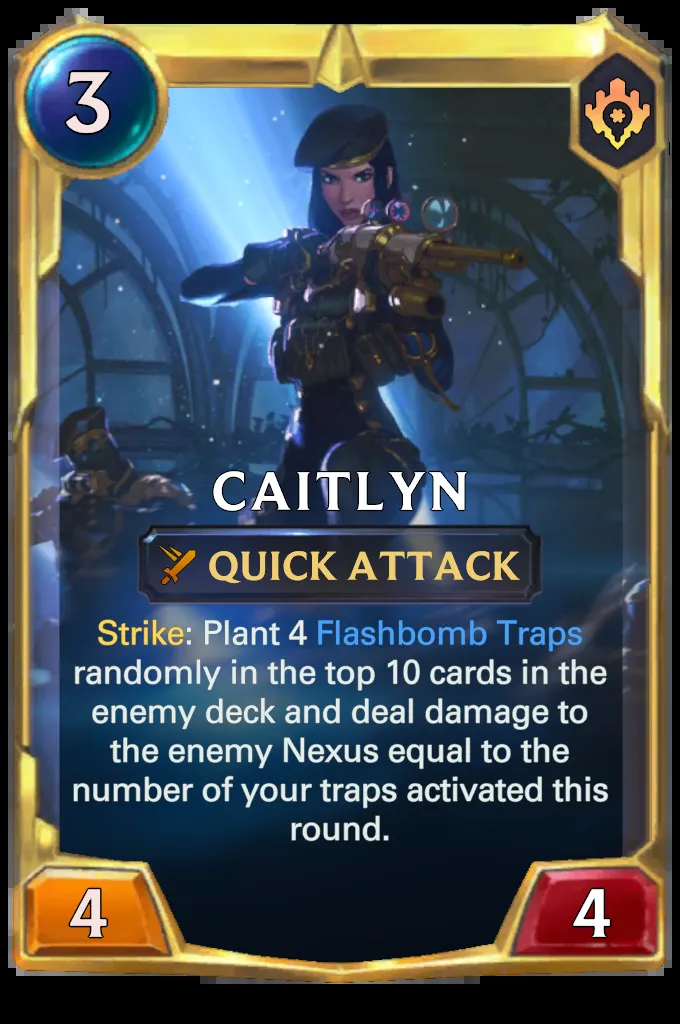 3
CAITLYN
QUICK ATTACK
Strike: Plant 4 Flashbomb Traps
randomly in the top 10 cards in the
enemy deck and deal damage to
the enemy Nexus equal to the
number of your traps activated this
round.
4
4